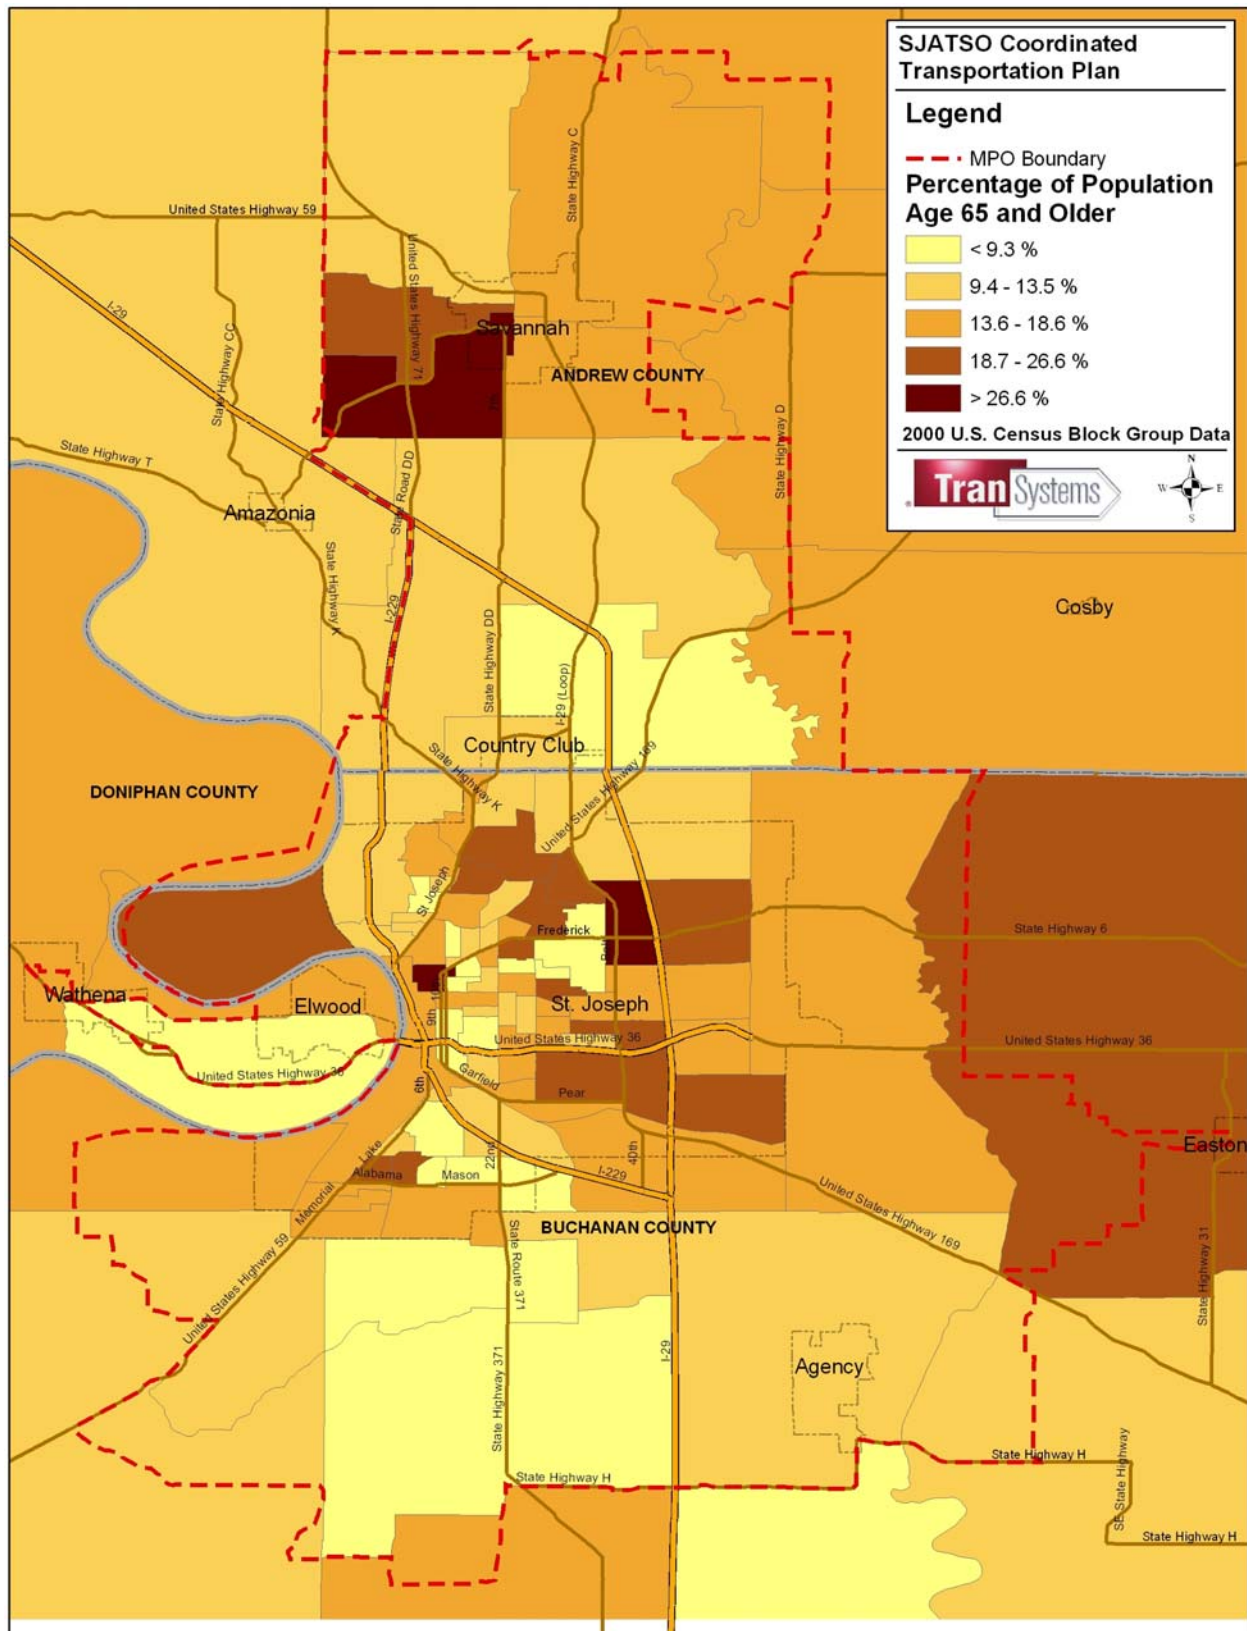 SJATSO Coordinated
Transportation Plan
Legend
MPO Boundary
Percentage of Population
Age 65 and Older
< 9.3 %
9.4 - 13.5 %
13.6 - 18.6 %
18.7 - 26.6 %
> 26.6 %
2000 U.S. Census Block Group Data
TranSystems
®
N
W
E
S
State Highway C
United States Highway 59
United States Highway 71
I-29
State Highway CC
Savannah
ANDREW COUNTY
7th
State Highway D
State Highway T
State Road DD
Amazonia
State Highway K
I-229
Cosby
State Highway DD
I-29 (Loop)
Country Club
United States Highway 169
State Highway K
DONIPHAN COUNTY
St Joseph
Frederick
Belt
State Highway 6
Wathena
Elwood
St. Joseph
9th
10th
United States Highway 36
United States Highway 36
United States Highway 36
6th
Garfield
Pear
Easton
Lake
22nd
40th
Alabama
Mason
I-229
Memorial
United States Highway 169
BUCHANAN COUNTY
United States Highway 59
State Route 371
State Highway 31
I-29
Agency
State Highway 371
State Highway H
State Highway H
SE State Highway
State Highway H